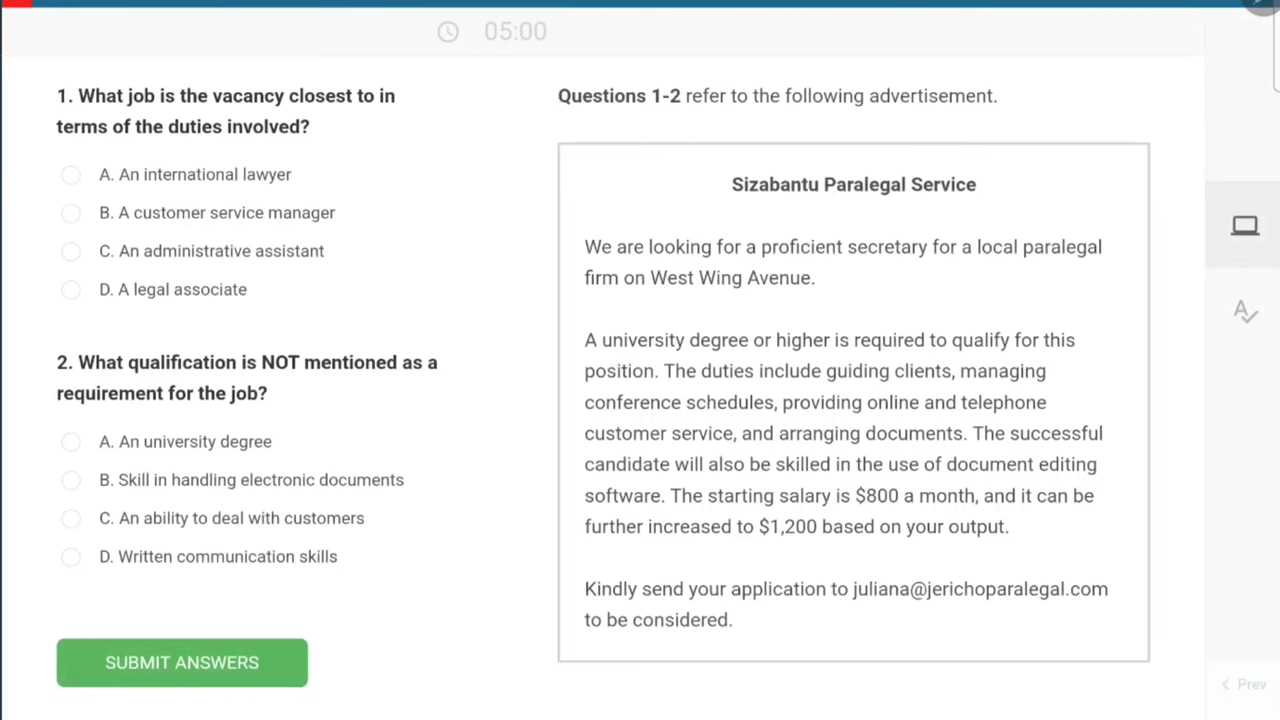 05:00
1. What job is the vacancy closest to in
terms of the duties involved?
A. An international lawyer
B. A customer service manager
C. An administrative assistant
D. A legal associate
2. What qualification is NOT mentioned as a
requirement for the job?
A. An university degree
B. Skill in handling electronic documents
C. An ability to deal with customers
D. Written communication skills
SUBMIT ANSWERS
Questions 1-2 refer to the following advertisement.
Sizabantu Paralegal Service
We are looking for a proficient secretary for a local paralegal
firm on West Wing Avenue.
A university degree or higher is required to qualify for this
position. The duties include guiding clients, managing
conference schedules, providing online and telephone
customer service, and arranging documents. The successful
candidate will also be skilled in the use of document editing
software. The starting salary is $800 a month, and it can be
further increased to $1,200 based on your output.
Kindly send your application to juliana@jerichoparalegal.com
to be considered.
A
< Prev